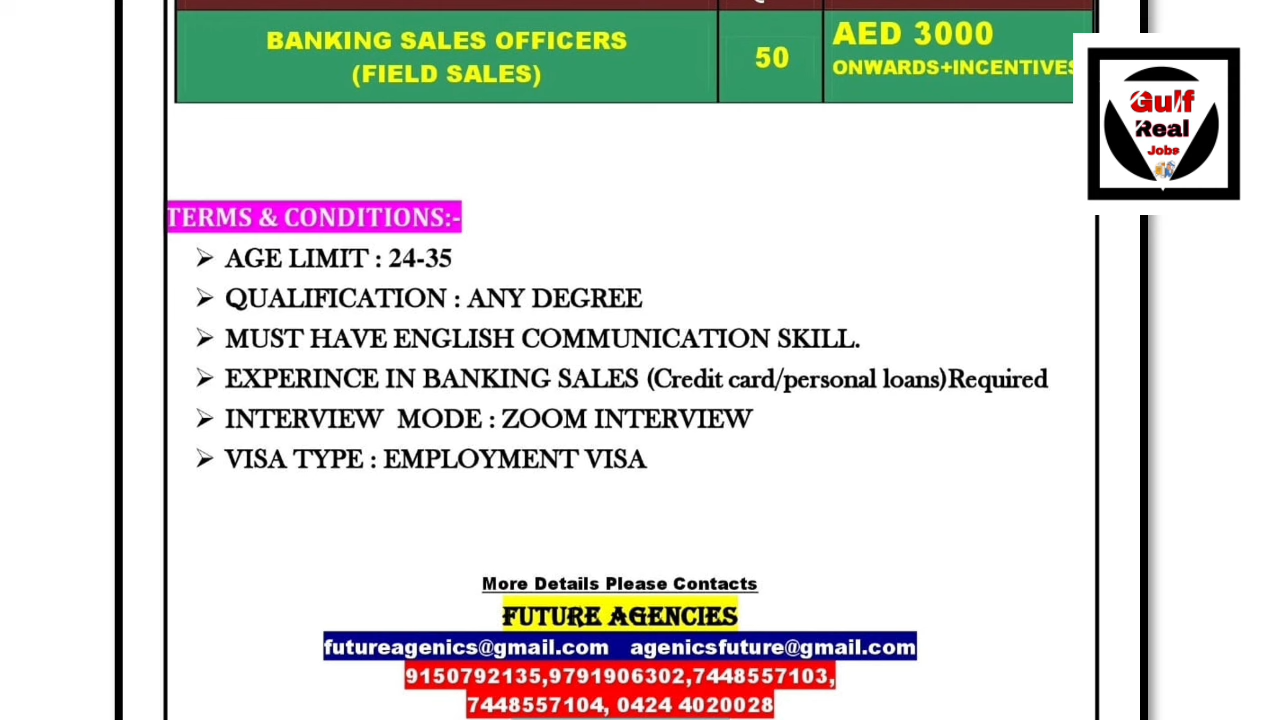 BANKING SALES OFFICERS
(FIELD SALES)
50
AED 3000
ONWARDS+INCENTIVES
Gulf
Real
Jobs
TERMS & CONDITIONS:-
➢ AGE LIMIT : 24-35
➢ QUALIFICATION : ANY DEGREE
➢ MUST HAVE ENGLISH COMMUNICATION SKILL.
➢ EXPERINCE IN BANKING SALES (Credit card/personal loans)Required
➢ INTERVIEW MODE : ZOOM INTERVIEW
➢ VISA TYPE : EMPLOYMENT VISA
More Details Please Contacts
FUTURE AGENCIES
futureagenics@gmail.com agenicsfuture@gmail.com
9150792135,9791906302,7448557103,
7448557104, 0424 4020028